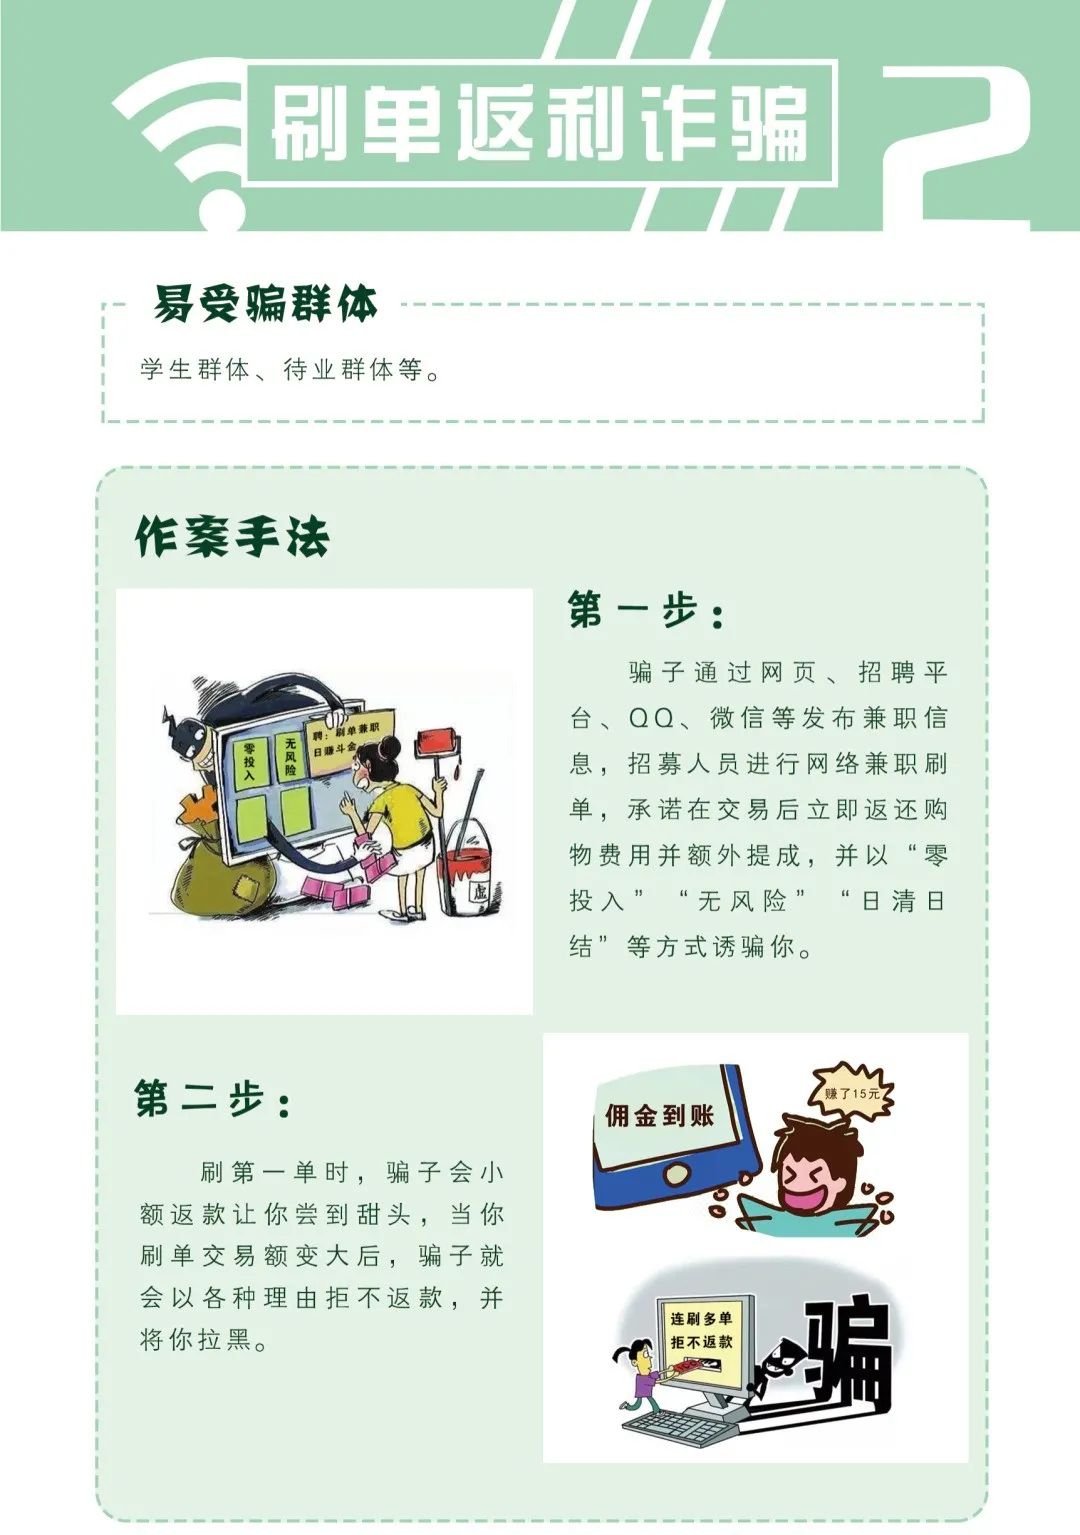 刷单返利诈骗
2
易受骗群体
学生群体、待业群体等。
作案手法
零投入
无风险
聘：刷单兼职
日赚斗金
虚
第一步：
骗子通过网页、招聘平
台、QQ、微信等发布兼职信
息，招募人员进行网络兼职刷
单，承诺在交易后立即返还购
物费用并额外提成，并以“零
投入”“无风险”“日清日
结”等方式诱骗你。
第二步：
刷第一单时，骗子会小
额返款让你尝到甜头，当你
刷单交易额变大后，骗子就
会以各种理由拒不返款，并
将你拉黑。
佣金到账
赚了15元
连刷多单
拒不返款
骗